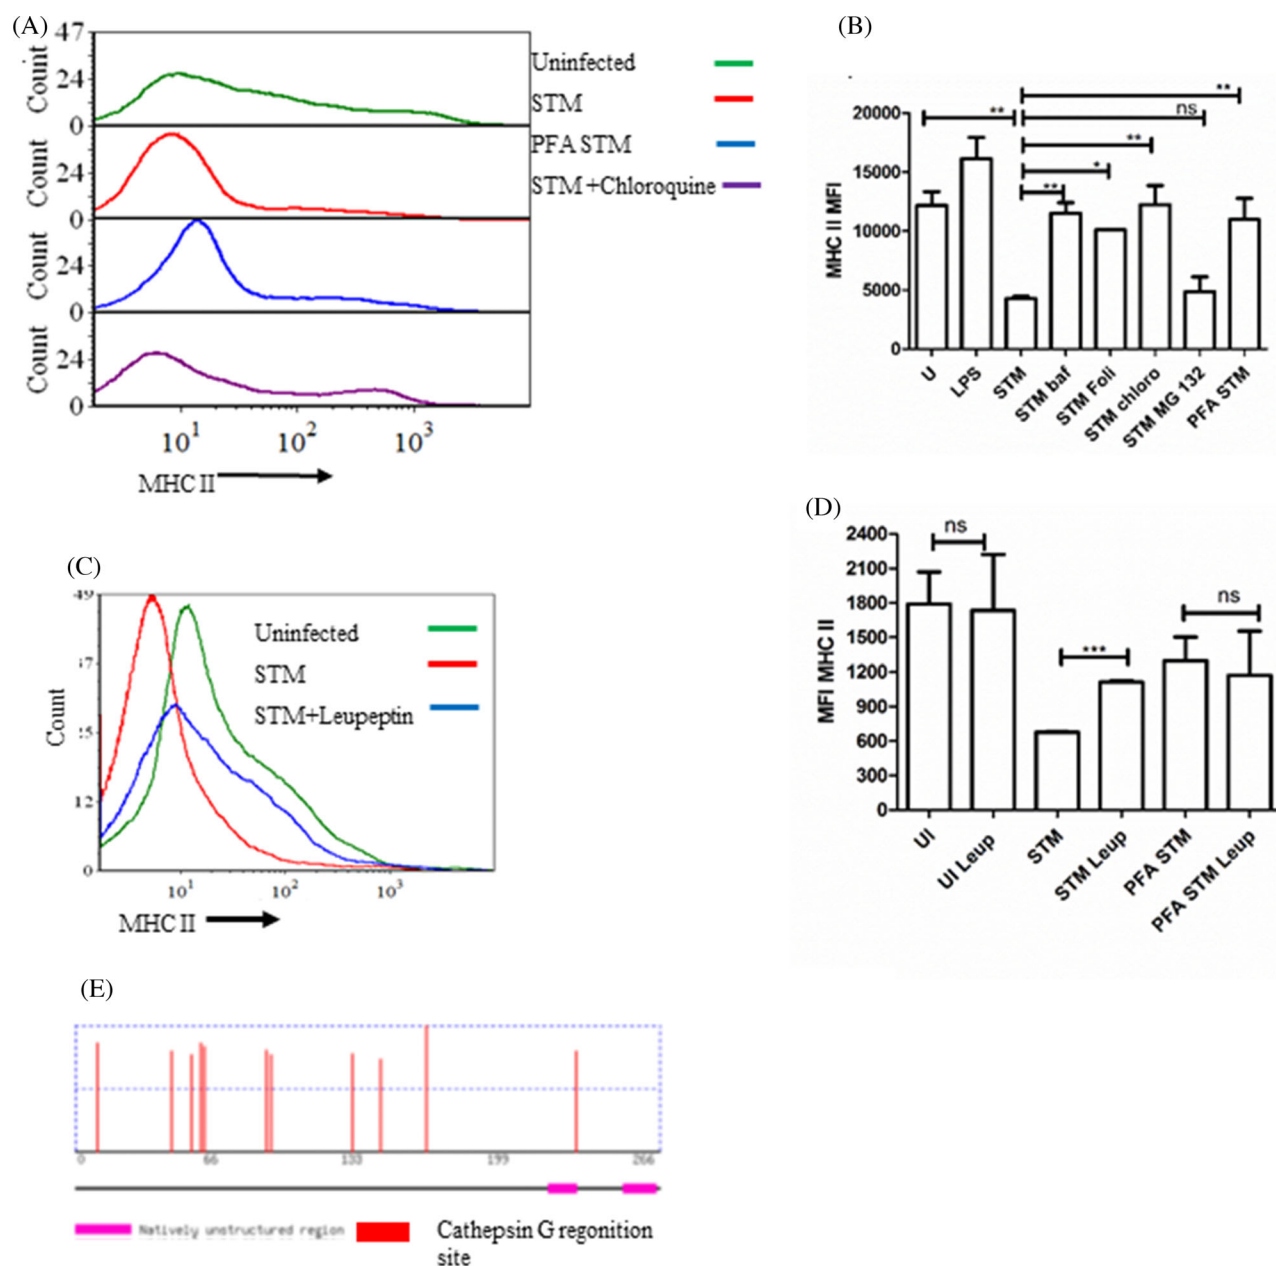 (A)
47
24
0
Count
24
0
Count
24
0
Count
24
0
Count
10¹ 10² 10³
MHC II
Uninfected
STM
PFA STM
STM +Chloroquine
(B)
20000
15000
10000
5000
0
MHC II MFI
**
**
ns
**
*
**
U
LPS
STM
STM baf
STM Foli
STM chloro
STM MG 132
PFA STM
(C)
49
12
0
Count
10¹ 10² 10³
MHC II
Uninfected
STM
STM+Leupeptin
(D)
2400
2100
1800
1500
1200
900
600
300
0
MFI MHC II
ns
***
ns
UI
UI Leup
STM
STM Leup
PFA STM
PFA STM Leup
(E)
0 66 133 199 266
Natively unstructured region
Cathepsin G regonition
site